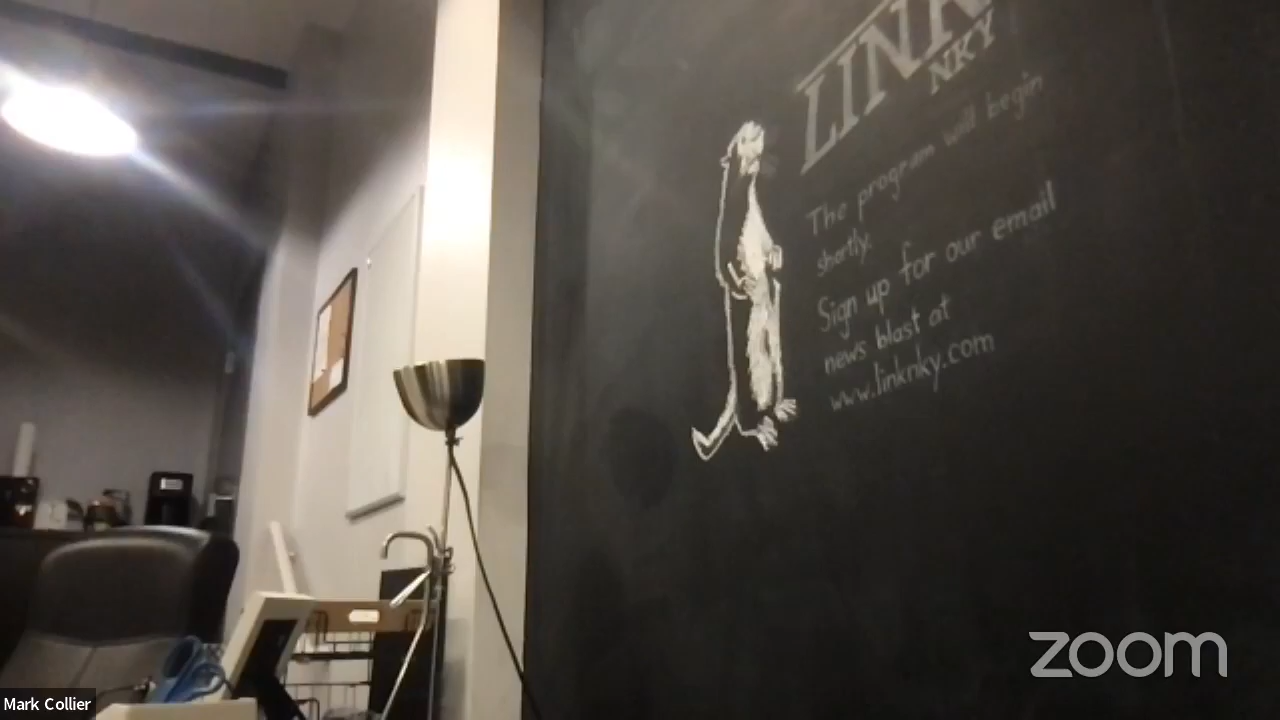 LINK
NKY
The program will begin
shortly.
Sign up for our email
news blast at
www.linknky.com
zoom
Mark Collier